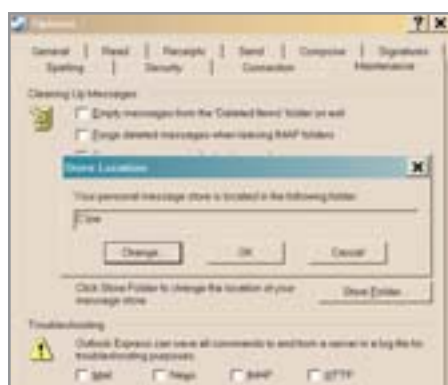 Options
General Read Receipts Send Compose Signatures
Spelling Security Connection Maintenance
Cleaning Up Messages
Empty messages from the 'Deleted Items' folder on exit
Purge deleted messages when leaving IMAP folders
Store Location
Your personal message store is located in the following folder:
Change... OK Cancel
Click Store Folder to change the location of your
message store.
Store Folder...
Troubleshooting
Outlook Express can save all commands to and from a server in a log file for
troubleshooting purposes.
Mail News IMAP HTTP